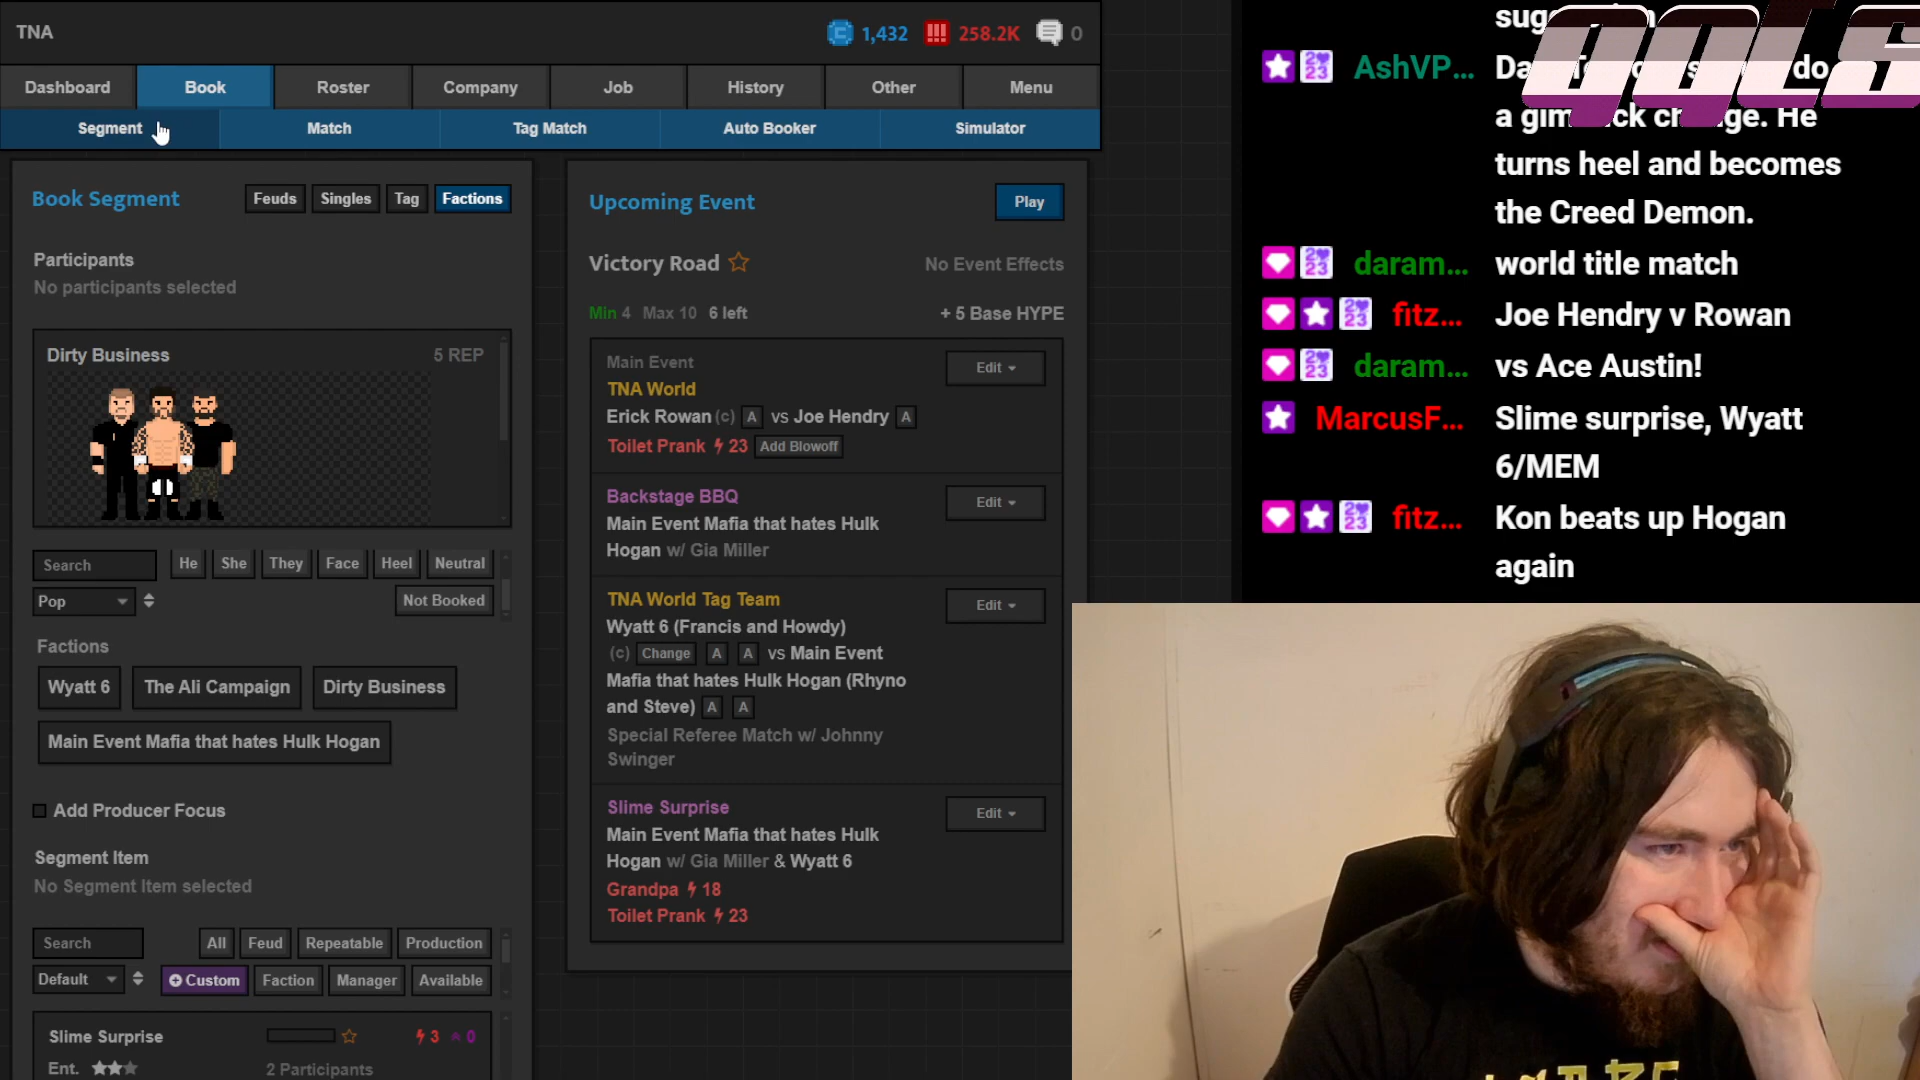 TNA
1,432
258.2K
0
Dashboard
Book
Roster
Company
Job
History
Other
Menu
Segment
Match
Tag Match
Auto Booker
Simulator
Book Segment
Feuds
Singles
Tag
Factions
Participants
No participants selected
Dirty Business
5 REP
Search
He
She
They
Face
Heel
Neutral
Pop
Not Booked
Factions
Wyatt 6
The Ali Campaign
Dirty Business
Main Event Mafia that hates Hulk Hogan
Add Producer Focus
Segment Item
No Segment Item selected
Search
All
Feud
Repeatable
Production
Default
Custom
Faction
Manager
Available
Slime Surprise
3
0
Ent.
2 Participants
Upcoming Event
Play
Victory Road
No Event Effects
Min 4 Max 10 6 left
+ 5 Base HYPE
Main Event
Edit
TNA World
Erick Rowan (c) A vs Joe Hendry A
Toilet Prank 23 Add Blowoff
Backstage BBQ
Edit
Main Event Mafia that hates Hulk
Hogan w/ Gia Miller
TNA World Tag Team
Edit
Wyatt 6 (Francis and Howdy)
(c) Change A A vs Main Event
Mafia that hates Hulk Hogan (Rhyno
and Steve) A A
Special Referee Match w/ Johnny
Swinger
Slime Surprise
Edit
Main Event Mafia that hates Hulk
Hogan w/ Gia Miller & Wyatt 6
Grandpa 18
Toilet Prank 23
AshVP...
a gimmick change. He
turns heel and becomes
the Creed Demon.
daram... world title match
fitz... Joe Hendry v Rowan
daram... vs Ace Austin!
MarcusF... Slime surprise, Wyatt
6/MEM
fitz... Kon beats up Hogan
again